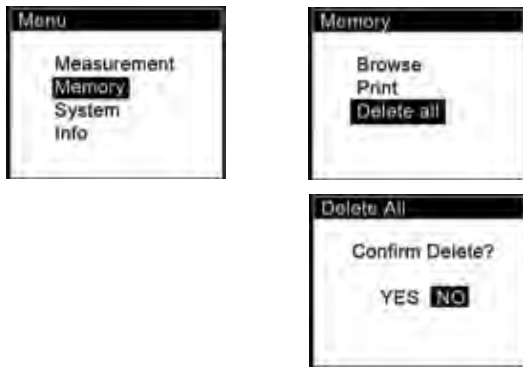 Menu
Measurement
Memory
System
Info
Memory
Browse
Print
Delete all
Delete All
Confirm Delete?
YES NO